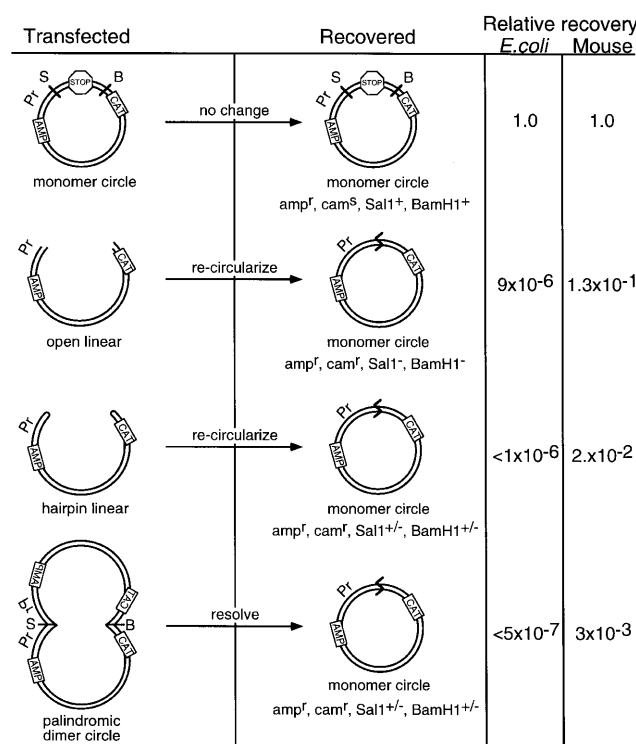 Transfected
Recovered
Relative recovery
E.coli Mouse
S STOP B
Pr
AMP
CAT
monomer circle
no change
S STOP B
Pr
AMP
CAT
monomer circle
ampʳ, camˢ, Sal1⁺, BamH1⁺
1.0 1.0
Pr
AMP
CAT
open linear
re-circularize
Pr
AMP
CAT
monomer circle
ampʳ, camʳ, Sal1⁻, BamH1⁻
9x10⁻⁶ 1.3x10⁻¹
Pr
AMP
CAT
hairpin linear
re-circularize
Pr
AMP
CAT
monomer circle
ampʳ, camʳ, Sal1⁺/⁻, BamH1⁺/⁻
<1x10⁻⁶ 2.x10⁻²
AMP
CAT
Pr
S B
Pr
AMP
CAT
palindromic
dimer circle
resolve
Pr
AMP
CAT
monomer circle
ampʳ, camʳ, Sal1⁺/⁻, BamH1⁺/⁻
<5x10⁻⁷ 3x10⁻³